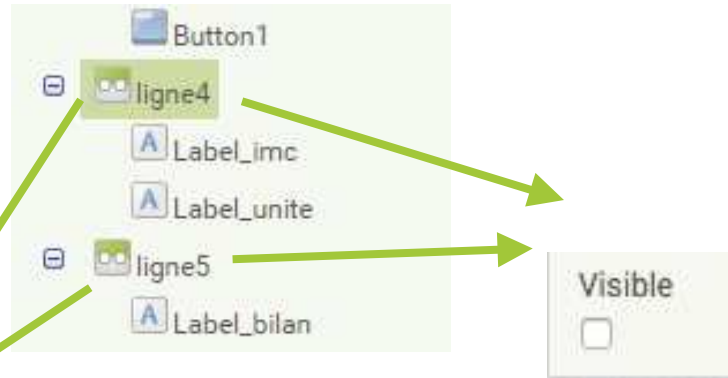 Button1
ligne4
Label_imc
Label_unite
ligne5
Label_bilan
Visible